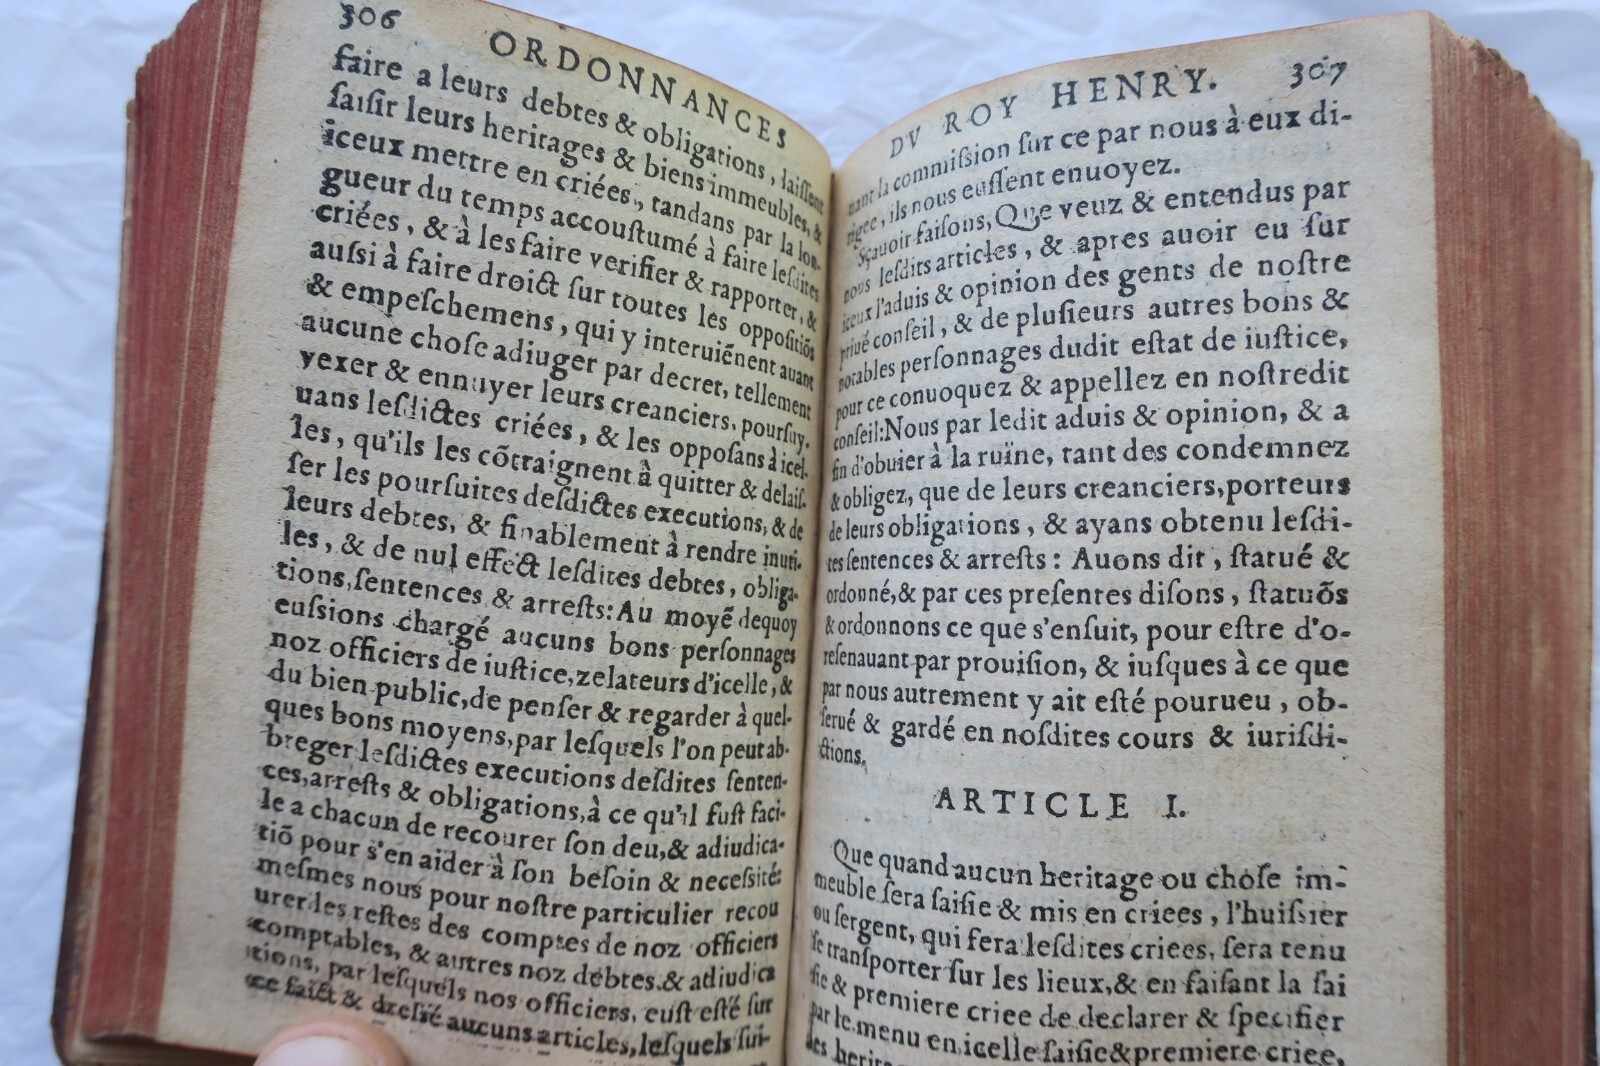 306
ORDONNANCES
faire a leurs debtes & obligations, laiſſent
ſaiſir leurs heritages & biens immeubles, &
iceux mettre en criées, tandans par la lon-
gueur du temps accouſtumé à faire leſdites
criées, & à les faire verifier & rapporter, &
auſsi à faire droict ſur toutes les oppoſitiõs
& empeſchemens, qui y interuiẽnent auant
aucune choſe adiuger par decret, tellement
vexer & ennuyer leurs creanciers, pourſuy-
uans leſdictes criées, & les oppoſans à icel-
les, qu'ils les cõtraignent à quitter & delaiſ-
ſer les pourſuites deſdictes executions, & de
leurs debtes, & finablement à rendre inuti-
les, & de nul effect leſdites debtes, obliga-
tions, ſentences & arreſts: Au moyẽ dequoy
euſsions chargé aucuns bons perſonnages
noz officiers de iuſtice, zelateurs d'icelle, &
du bien public, de penſer & regarder à quel-
ques bons moyens, par leſquels l'on peut ab-
breger leſdictes executions deſdites ſenten-
ces, arreſts & obligations, à ce qu'il fuſt faci-
le a chacun de recourer ſon deu, & adiudica-
tiõ pour s'en aider à ſon beſoin & neceſsité:
meſmes nous pour noſtre particulier recou
urer les reſtes des comptes de noz officiers
comptables, & autres noz debtes & adiudica
tions, par leſquels nos officiers, euſt eſté ſur
ce faict & dreſſé aucuns articles, leſquels ſui-
DV ROY HENRY. 307
uant la commiſsion ſur ce par nous à eux di-
rigee, ils nous euſſent enuoyez.
Sçauoir faiſons, Que veuz & entendus par
nous leſdits articles, & apres auoir eu ſur
iceux l'aduis & opinion des gents de noſtre
priué conſeil, & de pluſieurs autres bons &
notables perſonnages dudit eſtat de iuſtice,
pour ce conuoquez & appellez en noſtredit
conſeil: Nous par ledit aduis & opinion, & a
fin d'obuier à la ruïne, tant des condemnez
& obligez, que de leurs creanciers, porteurs
de leurs obligations, & ayans obtenu leſdi-
tes ſentences & arreſts: Auons dit, ſtatué &
ordonné, & par ces preſentes diſons, ſtatuõs
& ordonnons ce que s'enſuit, pour eſtre d'o-
reſenauant par prouiſion, & iuſques à ce que
par nous autrement y ait eſté pourueu, ob-
ſerué & gardé en noſdites cours & iuriſdi-
ctions.
ARTICLE I.
Que quand aucun heritage ou choſe im-
meuble ſera ſaiſie & mis en criees, l'huiſsier
ou ſergent, qui fera leſdites criees, ſera tenu
ſe tranſporter ſur les lieux, & en faiſant la ſai
ſie & premiere criee de declarer & ſpecifier
par le menu en icelle ſaiſie & premiere criee,